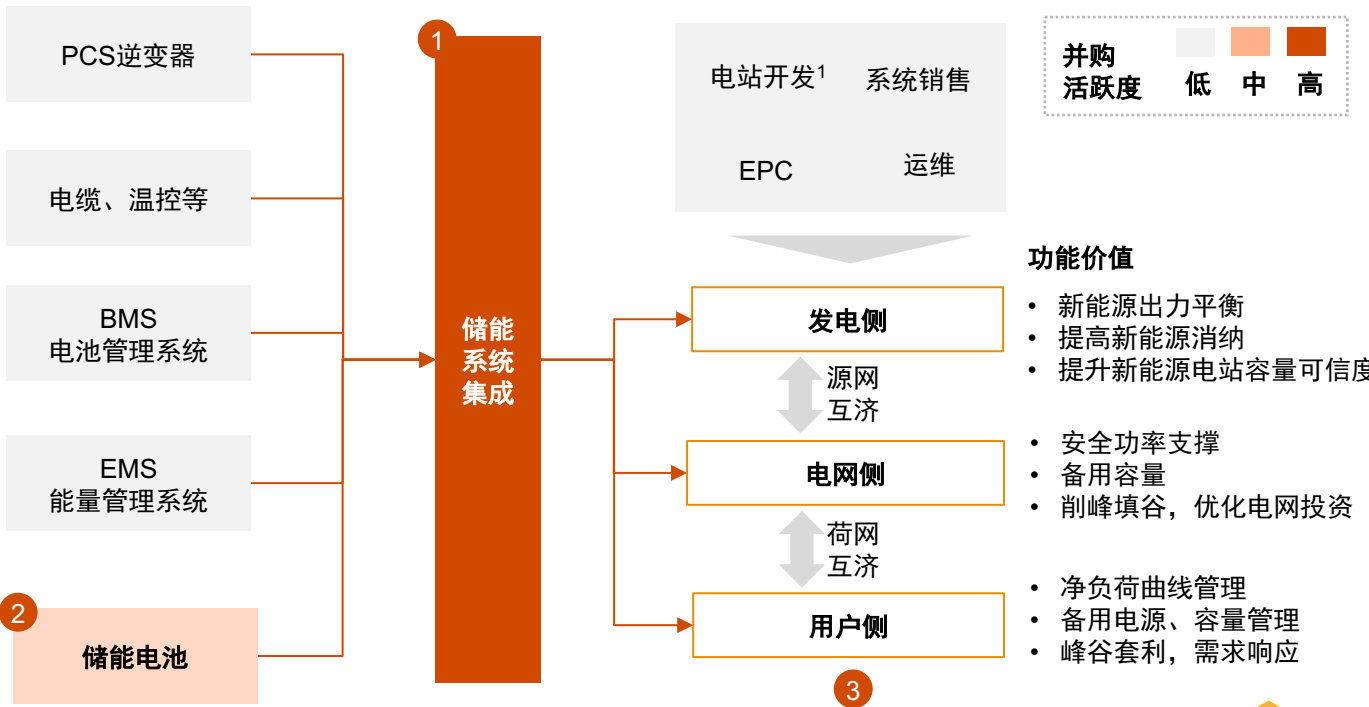 PCS逆变器
电缆、温控等
BMS
电池管理系统
EMS
能量管理系统
2
储能电池
1
储能
系统
集成
电站开发1 系统销售
EPC 运维
发电侧
源网
互济
电网侧
荷网
互济
用户侧
3
并购
活跃度 低 中 高
功能价值
• 新能源出力平衡
• 提高新能源消纳
• 提升新能源电站容量可信度
• 安全功率支撑
• 备用容量
• 削峰填谷，优化电网投资
• 净负荷曲线管理
• 备用电源、容量管理
• 峰谷套利，需求响应